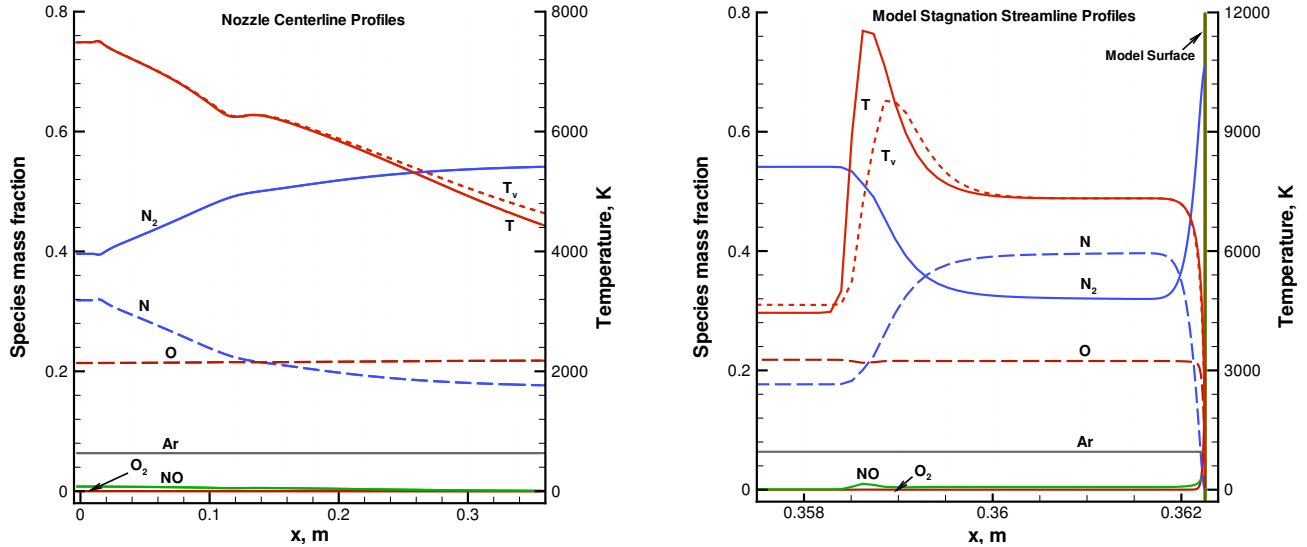 Nozzle Centerline Profiles
0.8
0.6
0.4
0.2
0
Species mass fraction
8000
6000
4000
2000
0
Temperature, K
T_v
T
N_2
N
O
Ar
O_2
NO
0
0.1
0.2
0.3
x, m
Model Stagnation Streamline Profiles
Model Surface
0.8
0.6
0.4
0.2
0
Species mass fraction
12000
9000
6000
3000
0
Temperature, K
T
T_v
N
N_2
O
Ar
NO
O_2
0.358
0.36
0.362
x, m